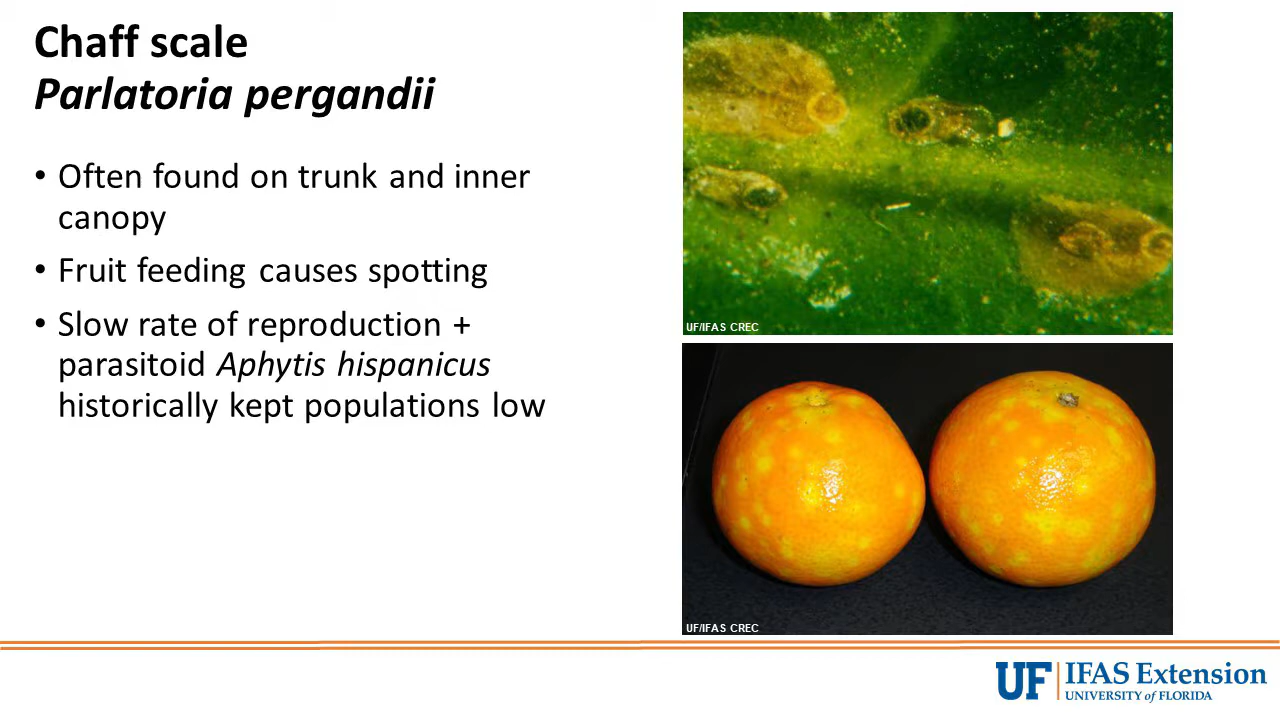 Chaff scale
Parlatoria pergandii
• Often found on trunk and inner
canopy
• Fruit feeding causes spotting
• Slow rate of reproduction +
parasitoid Aphytis hispanicus
historically kept populations low
UF/IFAS CREC
UF/IFAS CREC
UF IFAS Extension
UNIVERSITY of FLORIDA